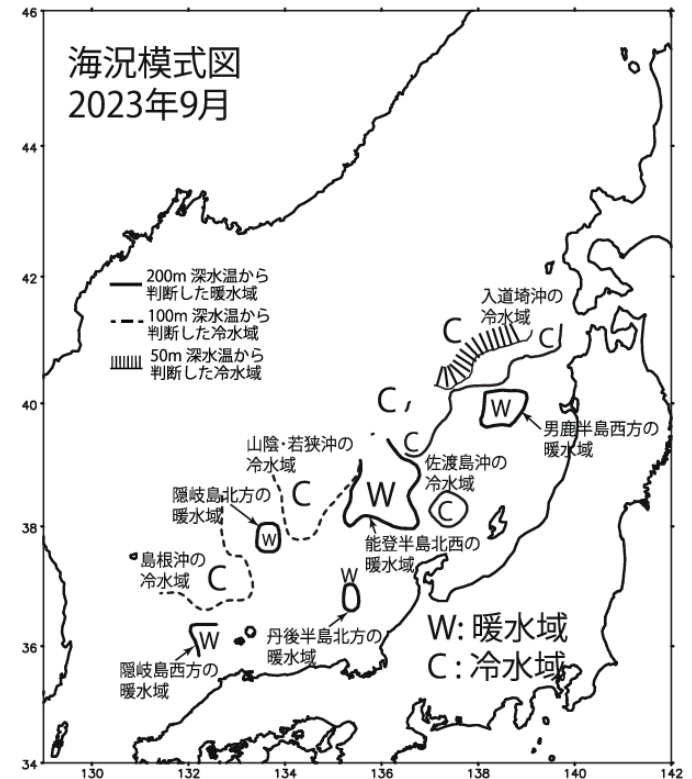 海況模式図
2023年9月
200m 深水温から
判断した暖水域
100m 深水温から
判断した冷水域
50m 深水温から
判断した冷水域
入道埼沖の
冷水域
C
C
C
W
男鹿半島西方の
暖水域
C
山陰・若狭沖の
冷水域
佐渡島沖の
冷水域
C
W
C
隠岐島北方の
暖水域
W
能登半島北西の
暖水域
島根沖の
冷水域
C
W
丹後半島北方の
暖水域
W
隠岐島西方の
暖水域
W: 暖水域
C : 冷水域
46
44
42
40
38
36
34
130
132
134
136
138
140
142